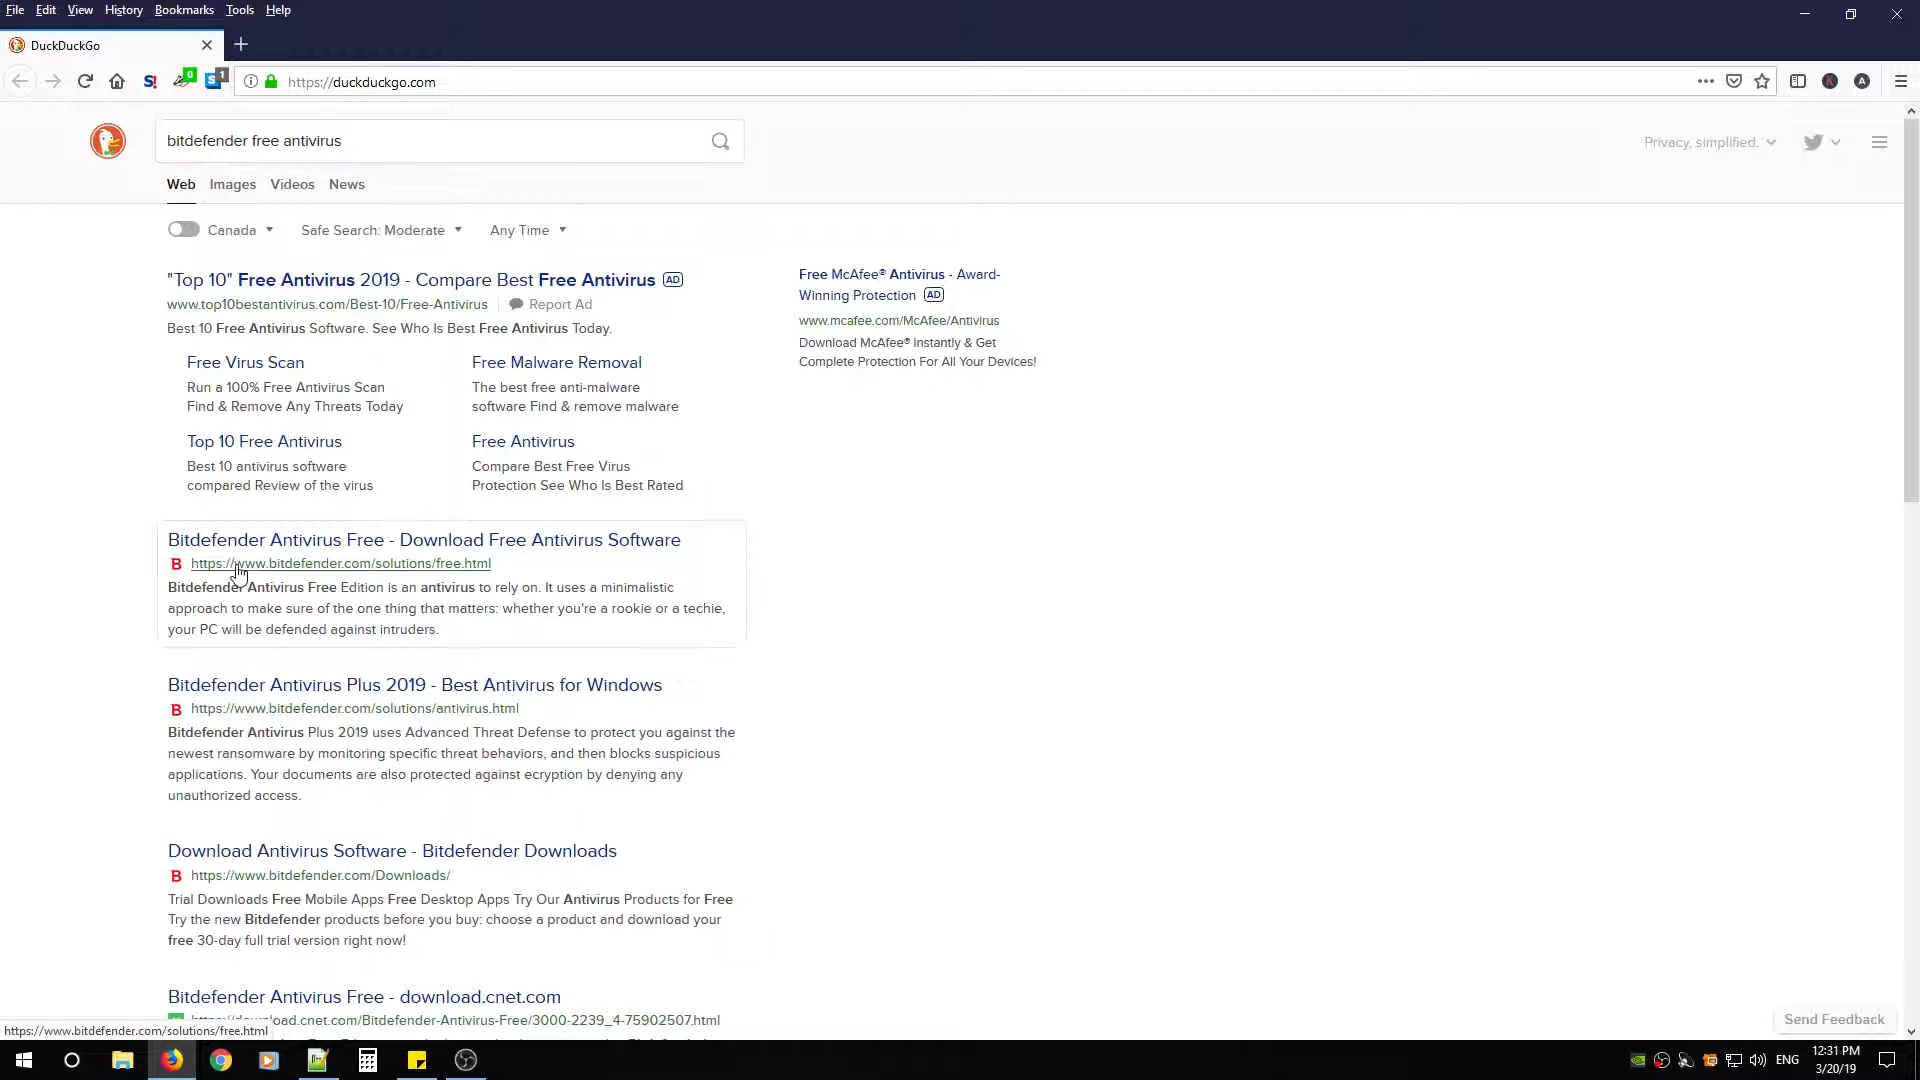 File Edit View History Bookmarks Tools Help
DuckDuckGo
S! 0 S 1 https://duckduckgo.com A
bitdefender free antivirus
Privacy, simplified.
Web Images Videos News
Canada Safe Search: Moderate Any Time
"Top 10" Free Antivirus 2019 - Compare Best Free Antivirus AD
www.top10bestantivirus.com/Best-10/Free-Antivirus Report Ad
Best 10 Free Antivirus Software. See Who Is Best Free Antivirus Today.
Free Virus Scan
Run a 100% Free Antivirus Scan
Find & Remove Any Threats Today
Free Malware Removal
The best free anti-malware
software Find & remove malware
Top 10 Free Antivirus
Best 10 antivirus software
compared Review of the virus
Free Antivirus
Compare Best Free Virus
Protection See Who Is Best Rated
Free McAfee® Antivirus - Award-
Winning Protection AD
www.mcafee.com/McAfee/Antivirus
Download McAfee® Instantly & Get
Complete Protection For All Your Devices!
Bitdefender Antivirus Free - Download Free Antivirus Software
B https://www.bitdefender.com/solutions/free.html
Bitdefender Antivirus Free Edition is an antivirus to rely on. It uses a minimalistic
approach to make sure of the one thing that matters: whether you're a rookie or a techie,
your PC will be defended against intruders.
Bitdefender Antivirus Plus 2019 - Best Antivirus for Windows
B https://www.bitdefender.com/solutions/antivirus.html
Bitdefender Antivirus Plus 2019 uses Advanced Threat Defense to protect you against the
newest ransomware by monitoring specific threat behaviors, and then blocks suspicious
applications. Your documents are also protected against ecryption by denying any
unauthorized access.
Download Antivirus Software - Bitdefender Downloads
B https://www.bitdefender.com/Downloads/
Trial Downloads Free Mobile Apps Free Desktop Apps Try Our Antivirus Products for Free
Try the new Bitdefender products before you buy: choose a product and download your
free 30-day full trial version right now!
Bitdefender Antivirus Free - download.cnet.com
https://download.cnet.com/Bitdefender-Antivirus-Free/3000-2239_4-75902507.html
Send Feedback
https://www.bitdefender.com/solutions/free.html
ENG
12:31 PM
3/20/19